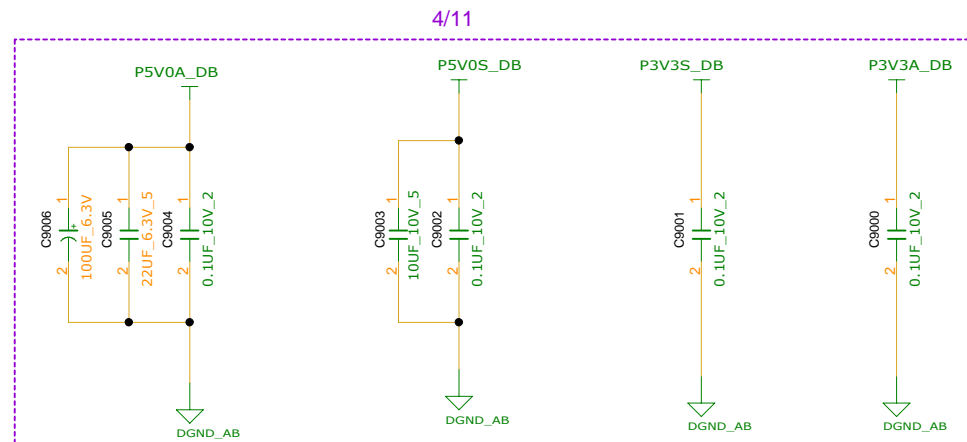 4/11
P5V0A_DB
P5V0S_DB
P3V3S_DB
P3V3A_DB
C9006
1
2
+
100UF_6.3V
C9005
1
2
22UF_6.3V_5
C9004
1
2
0.1UF_10V_2
C9003
1
2
10UF_10V_5
C9002
1
2
0.1UF_10V_2
C9001
1
2
0.1UF_10V_2
C9000
1
2
0.1UF_10V_2
DGND_AB
DGND_AB
DGND_AB
DGND_AB